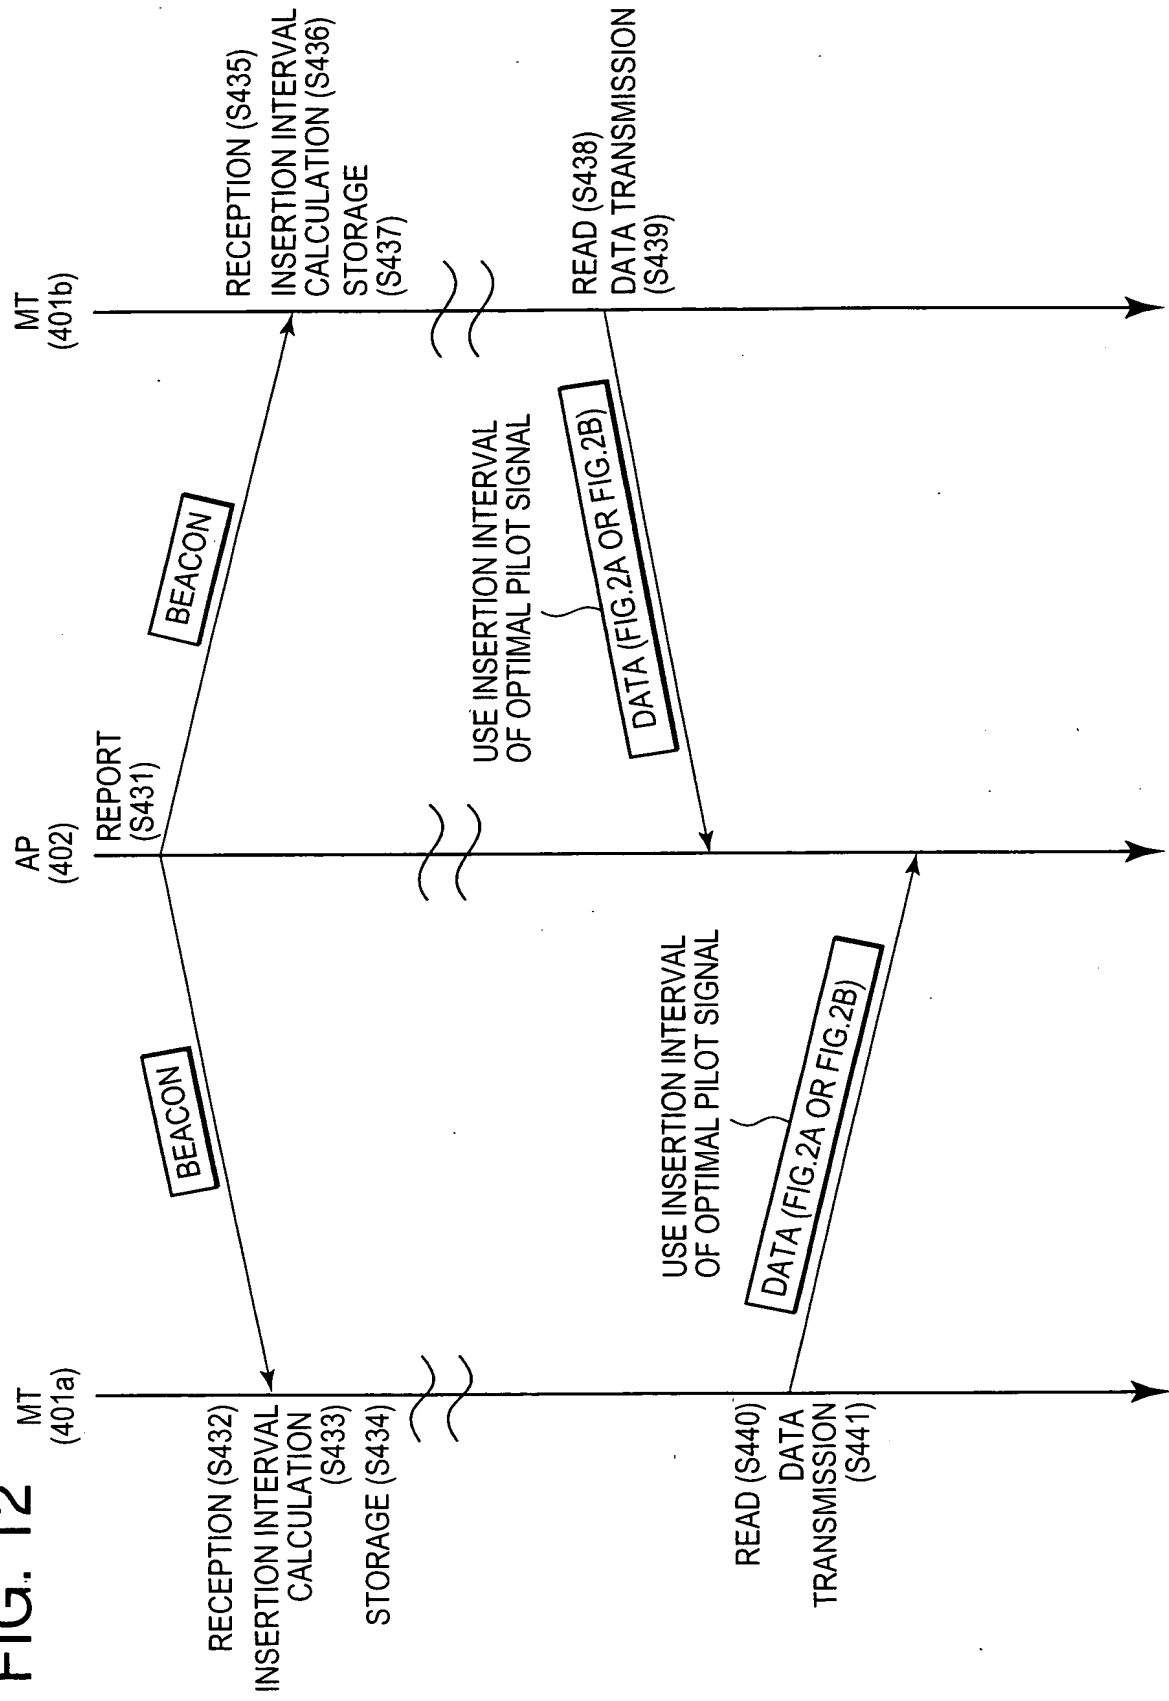 FIG. 12
MT
(401a)
AP
(402)
MT
(401b)
REPORT
(S431)
BEACON
BEACON
RECEPTION (S432)
INSERTION INTERVAL
CALCULATION
(S433)
STORAGE (S434)
RECEPTION (S435)
INSERTION INTERVAL
CALCULATION (S436)
STORAGE
(S437)
READ (S438)
DATA TRANSMISSION
(S439)
USE INSERTION INTERVAL
OF OPTIMAL PILOT SIGNAL
DATA (FIG.2A OR FIG.2B)
USE INSERTION INTERVAL
OF OPTIMAL PILOT SIGNAL
DATA (FIG.2A OR FIG.2B)
READ (S440)
DATA
TRANSMISSION
(S441)